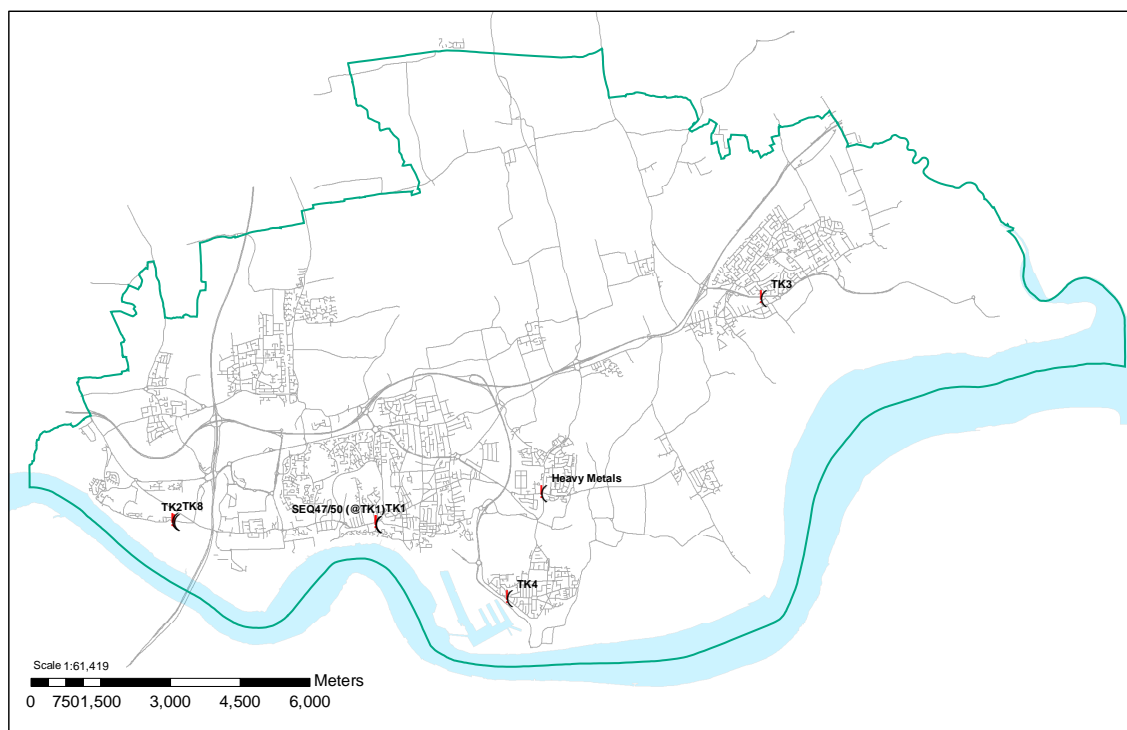 TK3
Heavy Metals
TK2TK8
SEQ47/50 (@TK1)TK1
TK4
Scale 1:61,419
Meters
0 7501,500 3,000 4,500 6,000